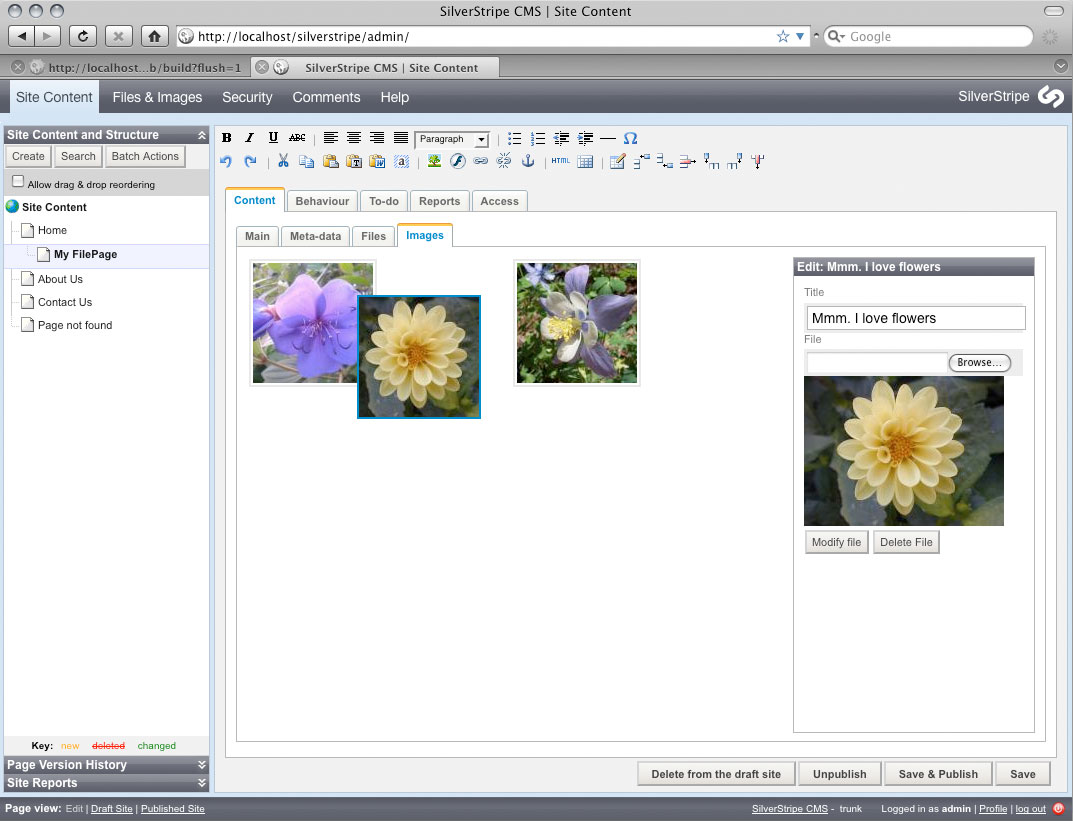 SilverStripe CMS | Site Content
http://localhost/silverstripe/admin/
Google
http://localhost...b/build?flush=1
SilverStripe CMS | Site Content
Site Content Files & Images Security Comments Help
SilverStripe
Site Content and Structure
Create Search Batch Actions
Allow drag & drop reordering
Site Content
Home
My FilePage
About Us
Contact Us
Page not found
Key: new deleted changed
Page Version History
Site Reports
B I U ABC Paragraph Ω
HTML
Content Behaviour To-do Reports Access
Main Meta-data Files Images
Edit: Mmm. I love flowers
Title
Mmm. I love flowers
File
Browse...
Modify file Delete File
Delete from the draft site Unpublish Save & Publish Save
Page view: Edit | Draft Site | Published Site
SilverStripe CMS - trunk Logged in as admin | Profile | log out